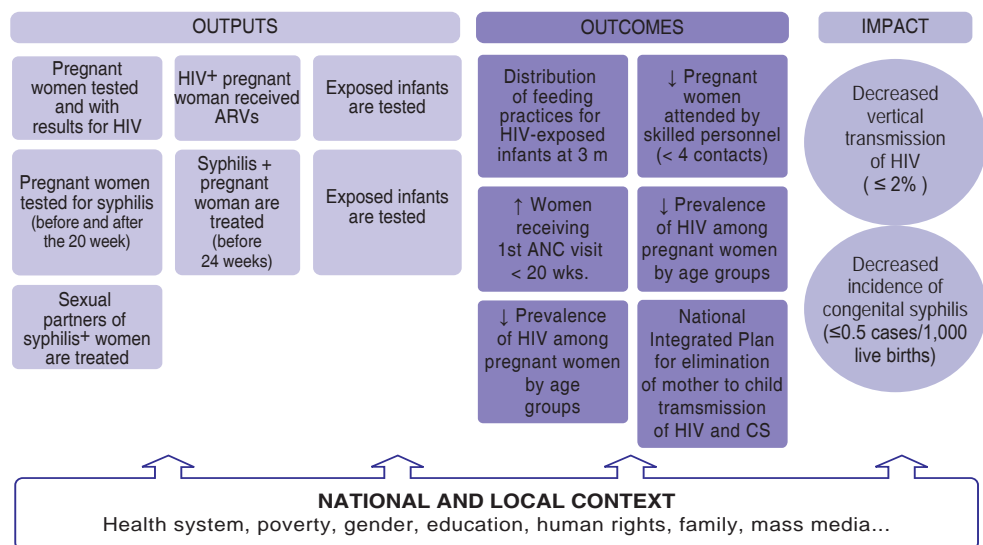 OUTPUTS
Pregnant
women tested
and with
results for HIV
HIV+ pregnant
woman received
ARVs
Exposed infants
are tested
Pregnant women
tested for syphilis
(before and after
the 20 week)
Syphilis +
pregnant
woman are
treated
(before
24 weeks)
Exposed infants
are tested
Sexual
partners of
syphilis+ women
are treated
OUTCOMES
Distribution
of feeding
practices for
HIV-exposed
infants at 3 m
↓ Pregnant
women
attended by
skilled personnel
(< 4 contacts)
↑ Women
receiving
1st ANC visit
< 20 wks.
↓ Prevalence
of HIV among
pregnant women
by age groups
↓ Prevalence
of HIV among
pregnant women
by age
groups
National
Integrated Plan
for elimination
of mother to child
tramsmission
of HIV and CS
IMPACT
Decreased
vertical
transmission
of HIV
( ≤ 2% )
Decreased
incidence of
congenital syphilis
(≤0.5 cases/1,000
live births)
NATIONAL AND LOCAL CONTEXT
Health system, poverty, gender, education, human rights, family, mass media...